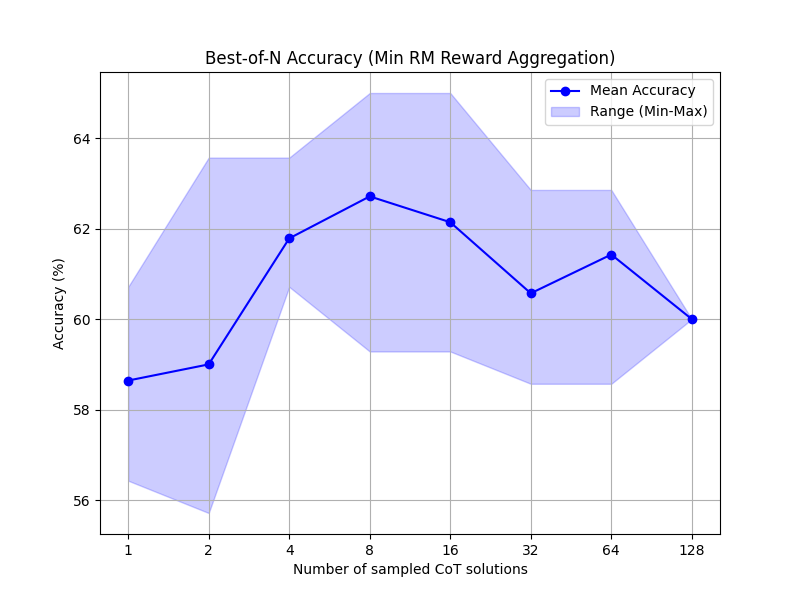 Best-of-N Accuracy (Min RM Reward Aggregation)
Mean Accuracy
Range (Min-Max)
Accuracy (%)
64
62
60
58
56
1 2 4 8 16 32 64 128
Number of sampled CoT solutions